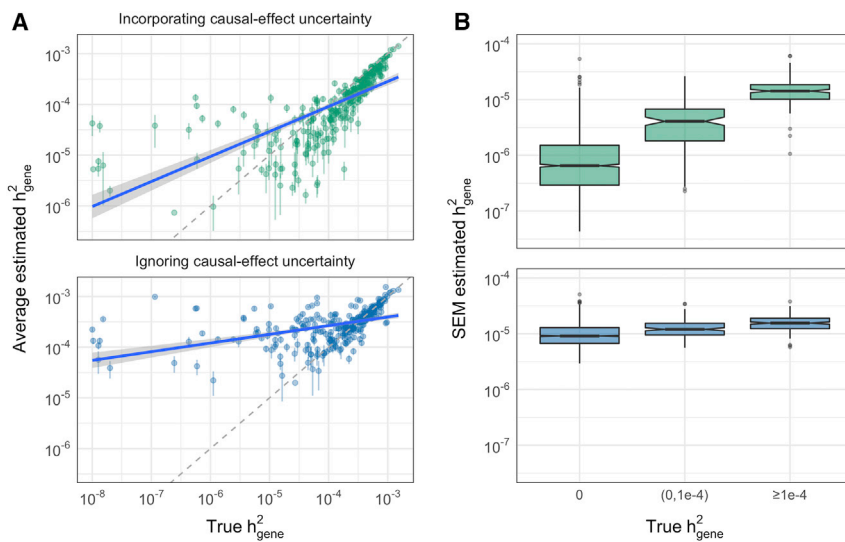 A
Incorporating causal-effect uncertainty
10⁻³
10⁻⁴
10⁻⁵
10⁻⁶
Ignoring causal-effect uncertainty
10⁻³
10⁻⁴
10⁻⁵
10⁻⁶
10⁻⁸ 10⁻⁷ 10⁻⁶ 10⁻⁵ 10⁻⁴ 10⁻³
True h²gene
Average estimated h²gene
B
10⁻⁴
10⁻⁵
10⁻⁶
10⁻⁷
10⁻⁴
10⁻⁵
10⁻⁶
10⁻⁷
0 (0,1e-4) ≥1e-4
True h²gene
SEM estimated h²gene